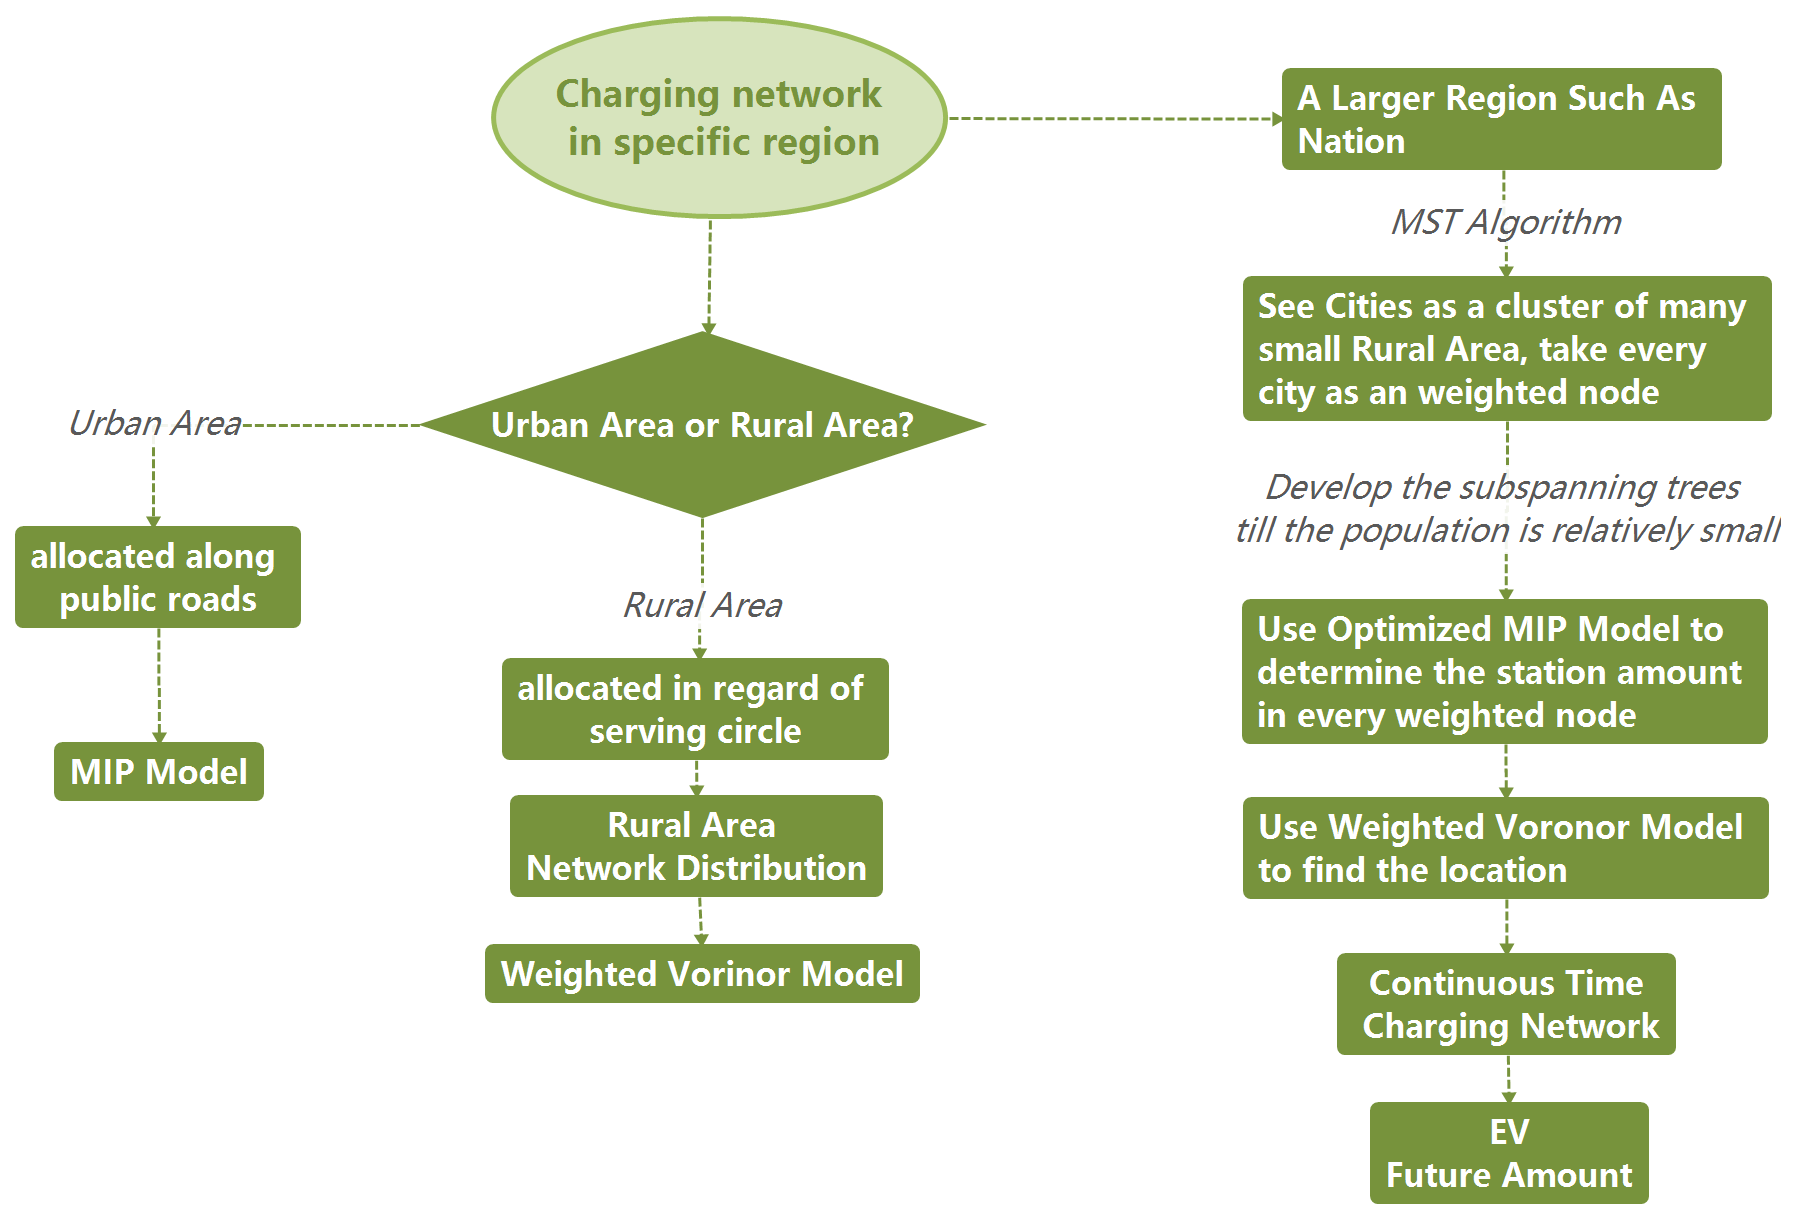 Charging network
in specific region
A Larger Region Such As
Nation
MST Algorithm
See Cities as a cluster of many
small Rural Area, take every
city as an weighted node
Urban Area or Rural Area?
Urban Area
Develop the subspanning trees
till the population is relatively small
allocated along
public roads
Rural Area
Use Optimized MIP Model to
determine the station amount
in every weighted node
allocated in regard of
serving circle
MIP Model
Rural Area
Network Distribution
Use Weighted Voronor Model
to find the location
Weighted Vorinor Model
Continuous Time
Charging Network
EV
Future Amount